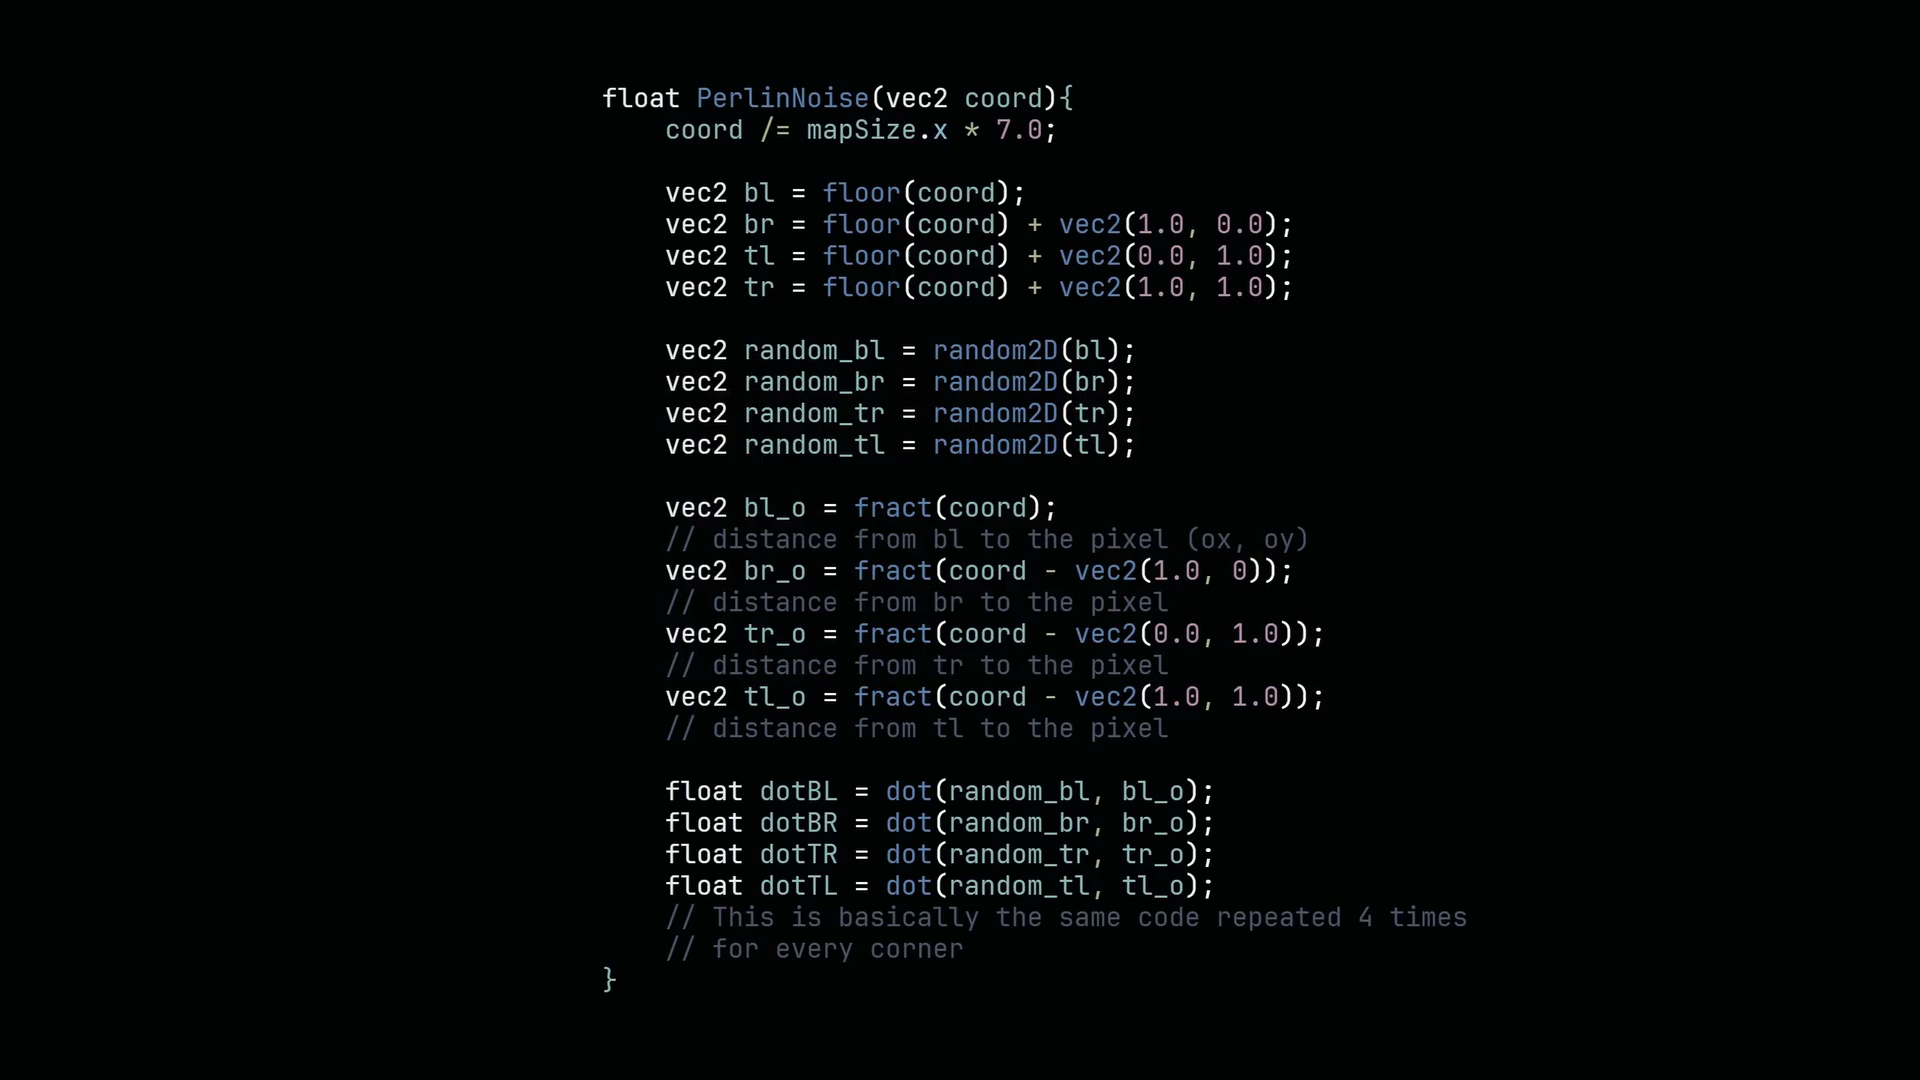 float PerlinNoise(vec2 coord){
    coord /= mapSize.x * 7.0;
    vec2 bl = floor(coord);
    vec2 br = floor(coord) + vec2(1.0, 0.0);
    vec2 tl = floor(coord) + vec2(0.0, 1.0);
    vec2 tr = floor(coord) + vec2(1.0, 1.0);
    vec2 random_bl = random2D(bl);
    vec2 random_br = random2D(br);
    vec2 random_tr = random2D(tr);
    vec2 random_tl = random2D(tl);
    vec2 bl_o = fract(coord);
    // distance from bl to the pixel (ox, oy)
    vec2 br_o = fract(coord - vec2(1.0, 0));
    // distance from br to the pixel
    vec2 tr_o = fract(coord - vec2(0.0, 1.0));
    // distance from tr to the pixel
    vec2 tl_o = fract(coord - vec2(1.0, 1.0));
    // distance from tl to the pixel
    float dotBL = dot(random_bl, bl_o);
    float dotBR = dot(random_br, br_o);
    float dotTR = dot(random_tr, tr_o);
    float dotTL = dot(random_tl, tl_o);
    // This is basically the same code repeated 4 times
    // for every corner
}